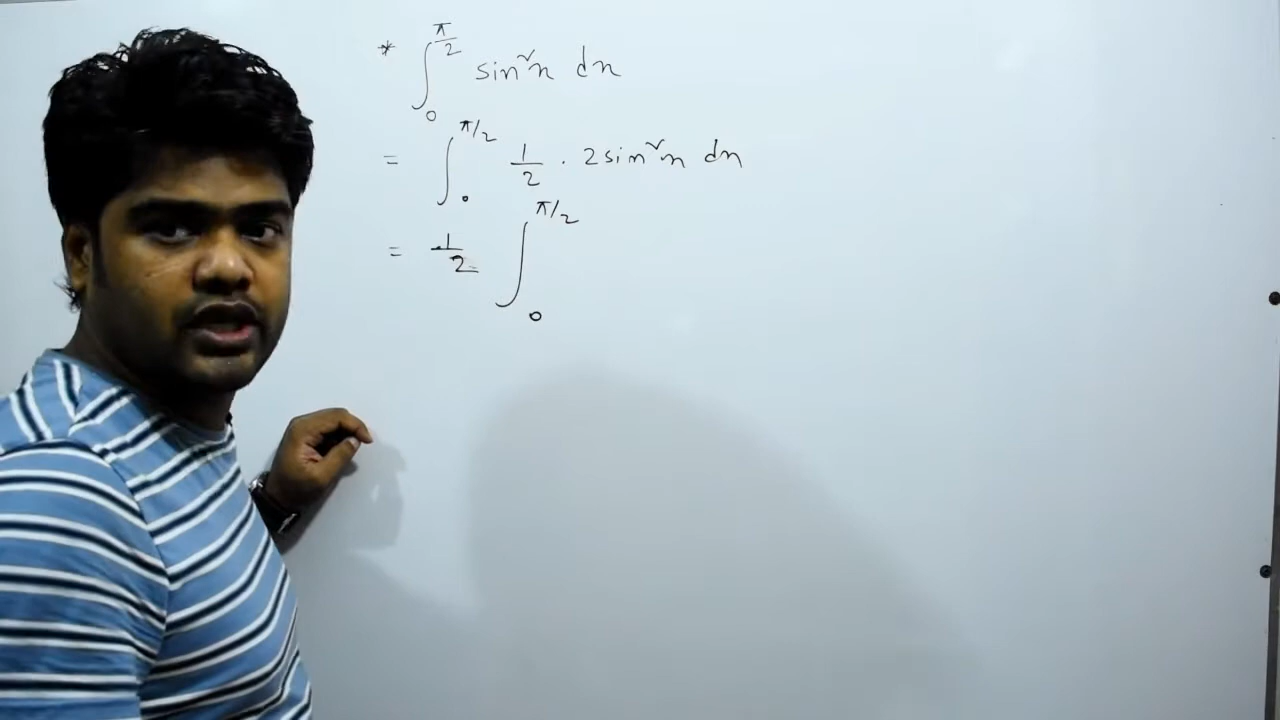 * ∫₀^π/2 sin²x dx
= ∫₀^π/2 1/2 · 2sin²x dx
= 1/2 ∫₀^π/2